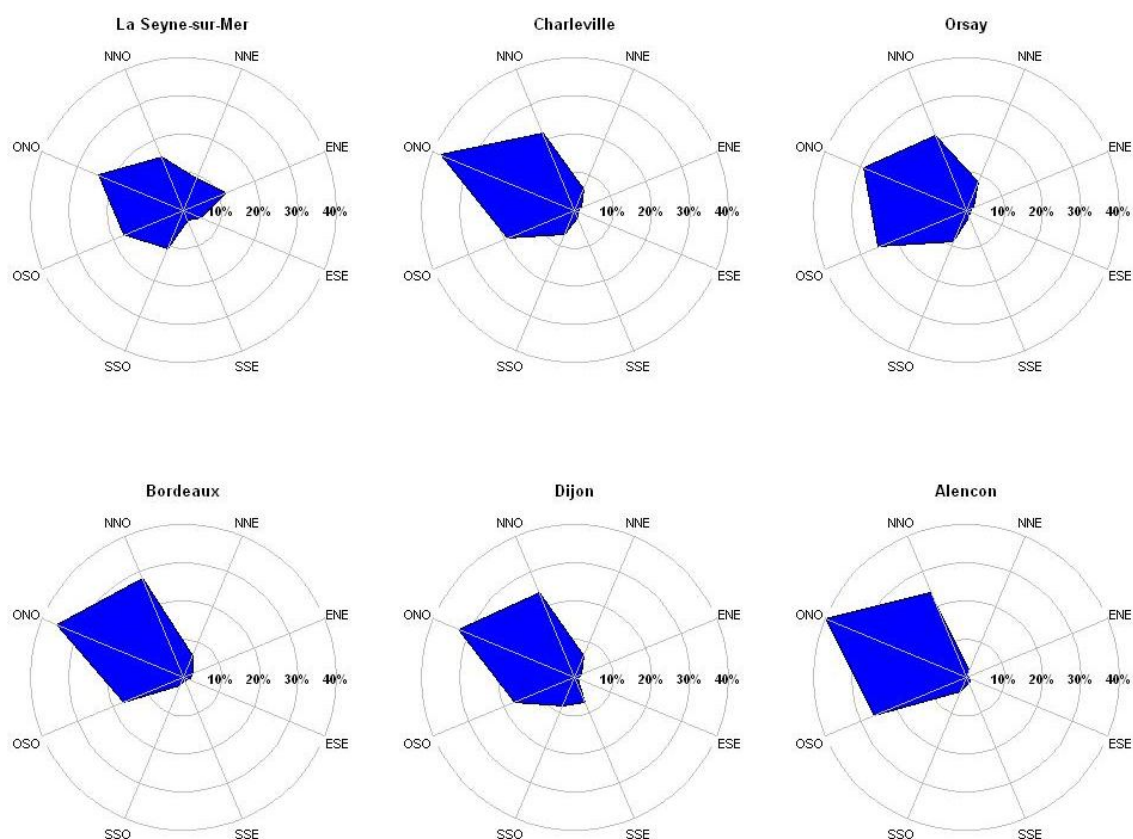 La Seyne-sur-Mer Charleville Orsay
NNO NNE NNO NNE NNO NNE
ONO ENE ONO ENE ONO ENE
10% 20% 30% 40% 10% 20% 30% 40% 10% 20% 30% 40%
OSO ESE OSO ESE OSO ESE
SSO SSE SSO SSE SSO SSE
Bordeaux Dijon Alencon
NNO NNE NNO NNE NNO NNE
ONO ENE ONO ENE ONO ENE
10% 20% 30% 40% 10% 20% 30% 40% 10% 20% 30% 40%
OSO ESE OSO ESE OSO ESE
SSO SSE SSO SSE SSO SSE